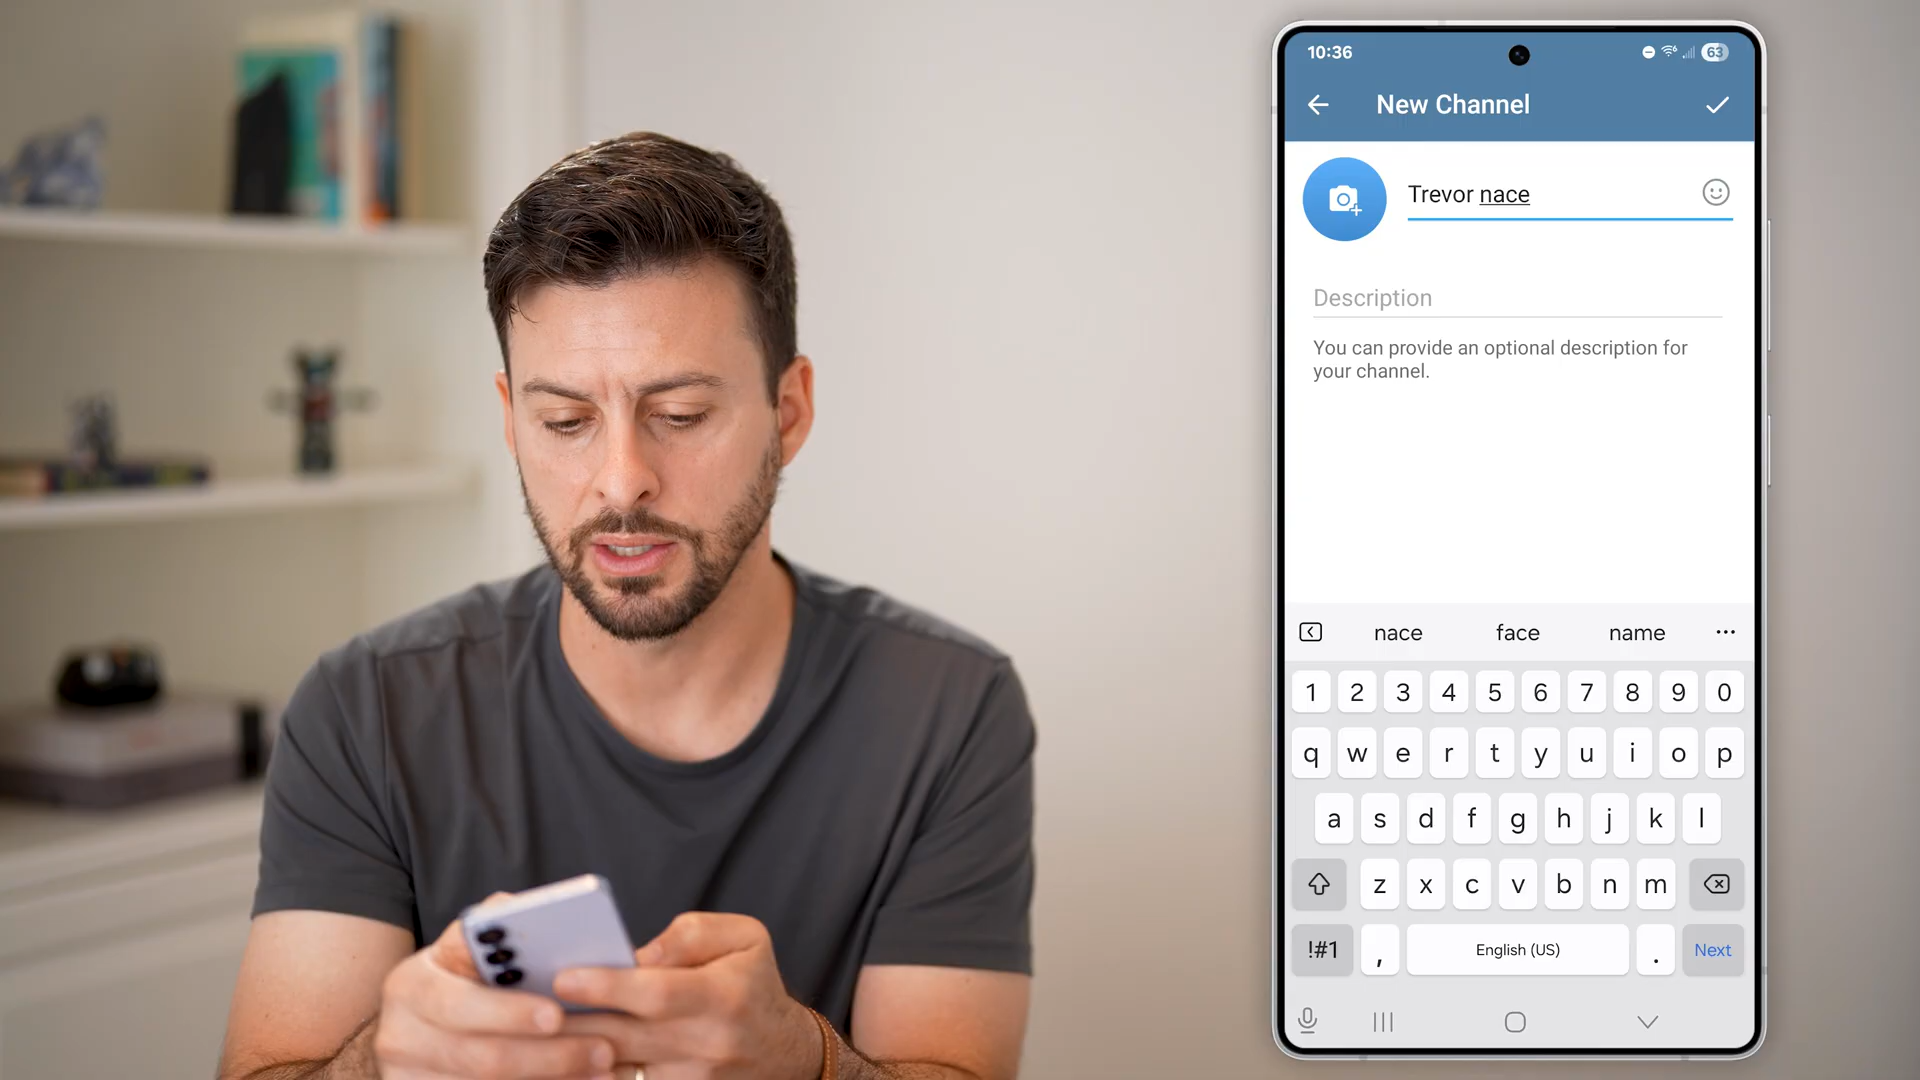 10:36
63
New Channel
Trevor nace
Description
You can provide an optional description for
your channel.
nace face name
1 2 3 4 5 6 7 8 9 0
q w e r t y u i o p
a s d f g h j k l
z x c v b n m
!#1 , English (US) . Next